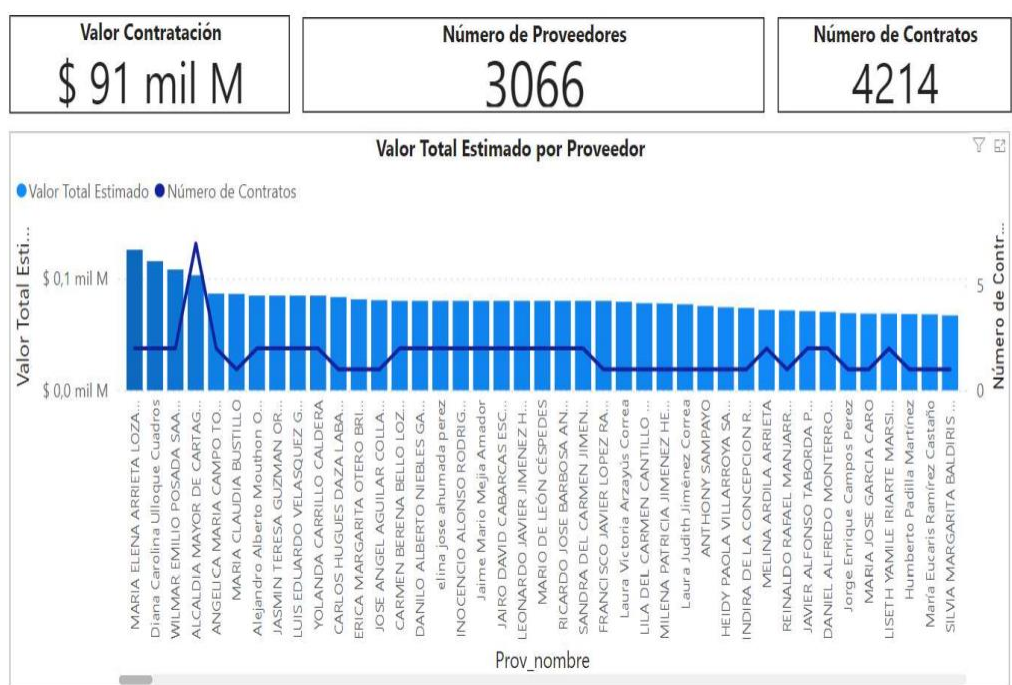 Valor Contratación
$ 91 mil M
Número de Proveedores
3066
Número de Contratos
4214
Valor Total Estimado por Proveedor
Valor Total Estimado
Número de Contratos
Valor Total Esti...
$ 0,1 mil M
$ 0,0 mil M
5
0
Número de Contr...
MARIA ELENA ARRIETA LOZA...
Diana Carolina Ulloque Cuadros
WILMAR EMILIO POSADA SAA...
ALCALDIA MAYOR DE CARTAG...
ANGELICA MARIA CAMPO TO...
MARIA CLAUDIA BUSTILLO
Alejandro Alberto Mouthon O...
JASMIN TERESA GUZMAN OR...
LUIS EDUARDO VELASQUEZ G...
YOLANDA CARRILLO CALDERA
CARLOS HUGUES DAZA LABA...
ERICA MARGARITA OTERO BRI...
JOSE ANGEL AGUILAR COLLA...
CARMEN BERENA BELLO LOZ...
DANILO ALBERTO NIEBLES GA...
elina jose ahumada perez
INOCENCIO ALONSO RODRIG...
Jaime Mario Mejia Amador
JAIRO DAVID CABARCAS ESC...
LEONARDO JAVIER JIMENEZ H...
MARIO DE LEÓN CÉSPEDES
RICARDO JOSE BARBOSA AN...
SANDRA DEL CARMEN JIMEN...
FRANCISCO JAVIER LOPEZ RA...
Laura Victoria Arzayús Correa
LILA DEL CARMEN CANTILLO ...
MILENA PATRICIA JIMENEZ HE...
Laura Judith Jimenez Correa
ANTHONY SAMPAYO
HEIDY PAOLA VILLARROYA SA...
INDIRA DE LA CONCEPCION R...
MELINA ARDILA ARRIETA
REINALDO RAFAEL MANJARR...
JAVIER ALFONSO TABORDA P...
DANIEL ALFREDO MONTERRO...
Jorge Enrique Campos Perez
MARIA JOSE GARCIA CARO
LISETH YAMILE IRIARTE MARSI...
Humberto Padilla Martínez
María Eucaris Ramírez Castaño
SILVIA MARGARITA BALDIRIS ...
Prov_nombre